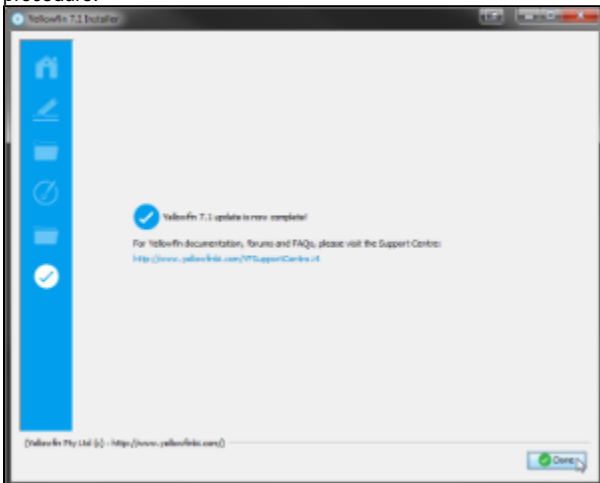 procedure.
Yellowfin 7.1 Installer
Yellowfin 7.1 update is now complete!
For Yellowfin documentation, forums and FAQs, please visit the Support Centre:
http://www.yellowfinbi.com/YFSupportCentre.i4
(Yellowfin Pty Ltd (c) - http://www.yellowfinbi.com/)
Done